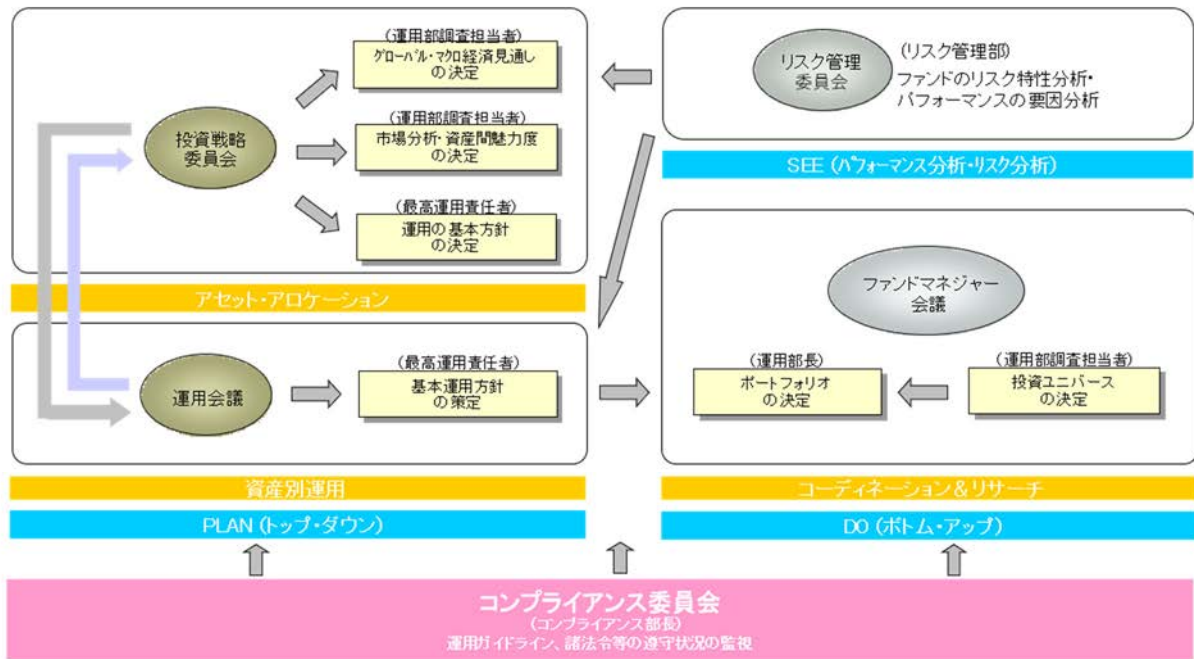 (運用部調査担当者)
グローバル・マクロ経済見通し
の決定
投資戦略
委員会
(運用部調査担当者)
市場分析・資産間魅力度
の決定
(最高運用責任者)
運用の基本方針
の決定
アセット・アロケーション
リスク管理
委員会
(リスク管理部)
ファンドのリスク特性分析・
パフォーマンスの要因分析
SEE (パフォーマンス分析・リスク分析)
運用会議
(最高運用責任者)
基本運用方針
の策定
資産別運用
PLAN (トップ・ダウン)
ファンドマネジャー
会議
(運用部長)
ポートフォリオ
の決定
(運用部調査担当者)
投資ユニバース
の決定
コーディネーション&リサーチ
DO (ボトム・アップ)
コンプライアンス委員会
(コンプライアンス部長)
運用ガイドライン、諸法令等の遵守状況の監視